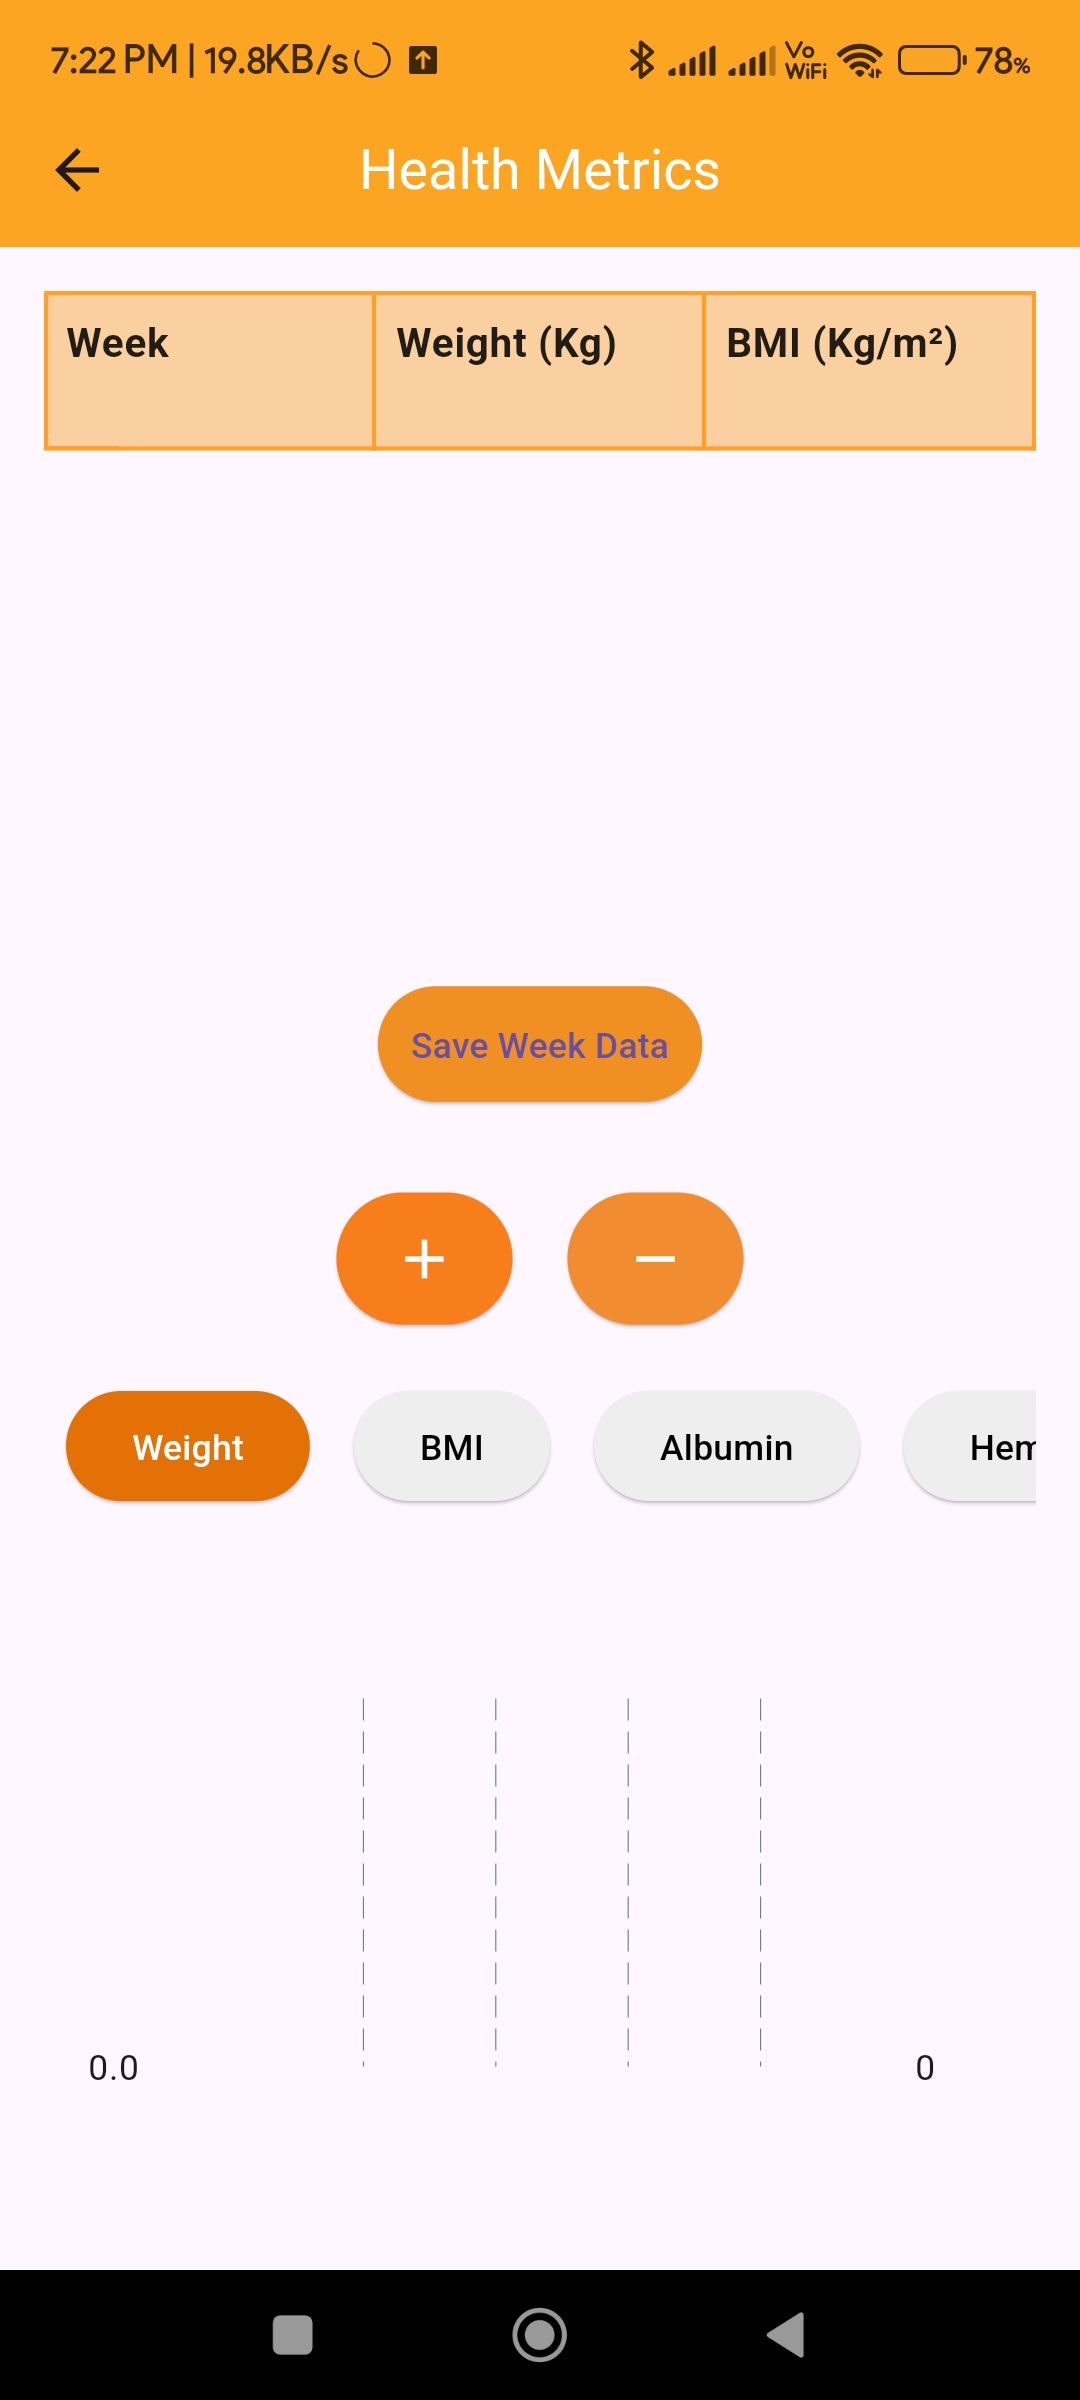 7:22 PM | 19.8KB/s Vo WiFi 78%
Health Metrics
Week Weight (Kg) BMI (Kg/m²)
Save Week Data
+ −
Weight BMI Albumin Hem
0.0 0